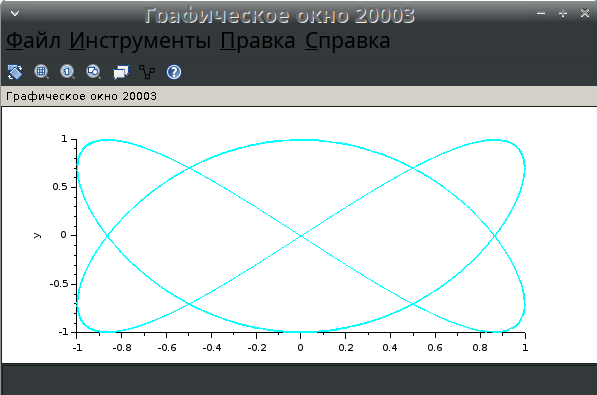 Графическое окно 20003
Файл Инструменты Правка Справка
Графическое окно 20003
1
0.5
0
-0.5
-1
y
-1 -0.8 -0.6 -0.4 -0.2 0 0.2 0.4 0.6 0.8 1